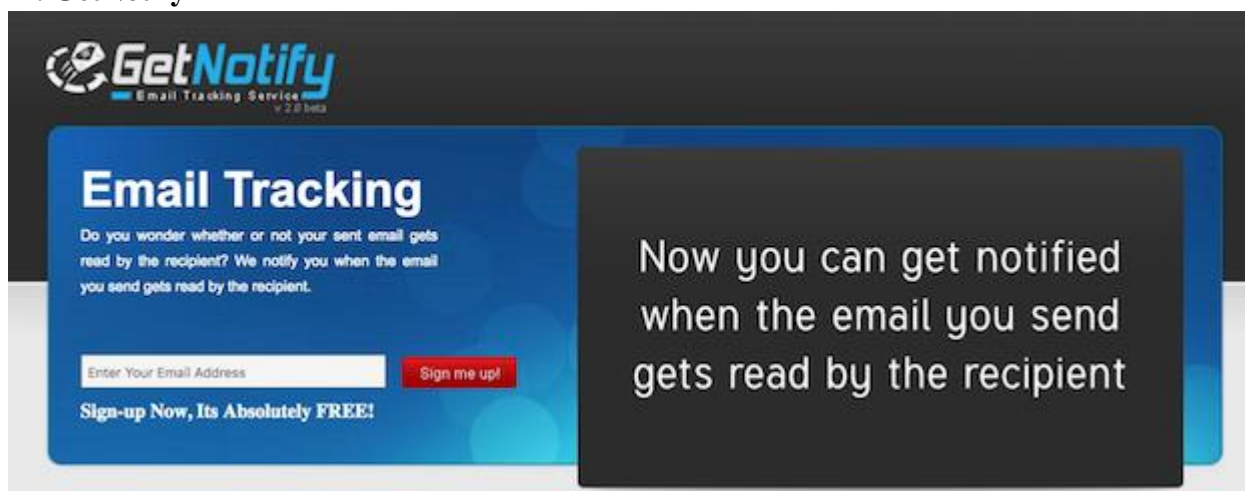 GetNotify
Email Tracking Service
v 2.0 beta
Email Tracking
Do you wonder whether or not your sent email gets
read by the recipient? We notify you when the email
you send gets read by the recipient.
Enter Your Email Address
Sign me up!
Sign-up Now, Its Absolutely FREE!
Now you can get notified
when the email you send
gets read by the recipient